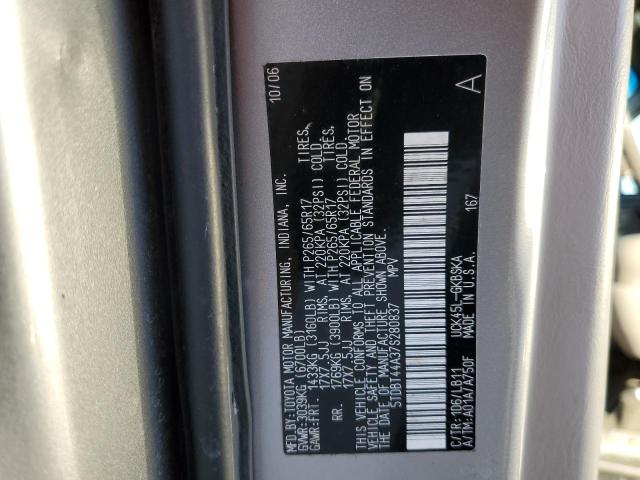 MFD.BY:TOYOTA MOTOR MANUFACTURING, INDIANA, INC. 10/06
GVWR:3039KG (6700LB)
GAWR:FRT. 1433KG (3160LB) WITH P265/65R17 TIRES,
17X7.5JJ RIMS, AT 220KPA (32PSI) COLD.
RR. 1769KG (3900LB) WITH P265/65R17 TIRES,
17X7.5JJ RIMS, AT 220KPA (32PSI) COLD.
THIS VEHICLE CONFORMS TO ALL APPLICABLE FEDERAL MOTOR
VEHICLE SAFETY AND THEFT PREVENTION STANDARDS IN EFFECT ON
THE DATE OF MANUFACTURE SHOWN ABOVE.
5TDBT44A37S280837 MPV
A
167
C/TR:1D6/LB11 UCK45L-GKBSKA
A/TM:A01A/A750F MADE IN U.S.A.